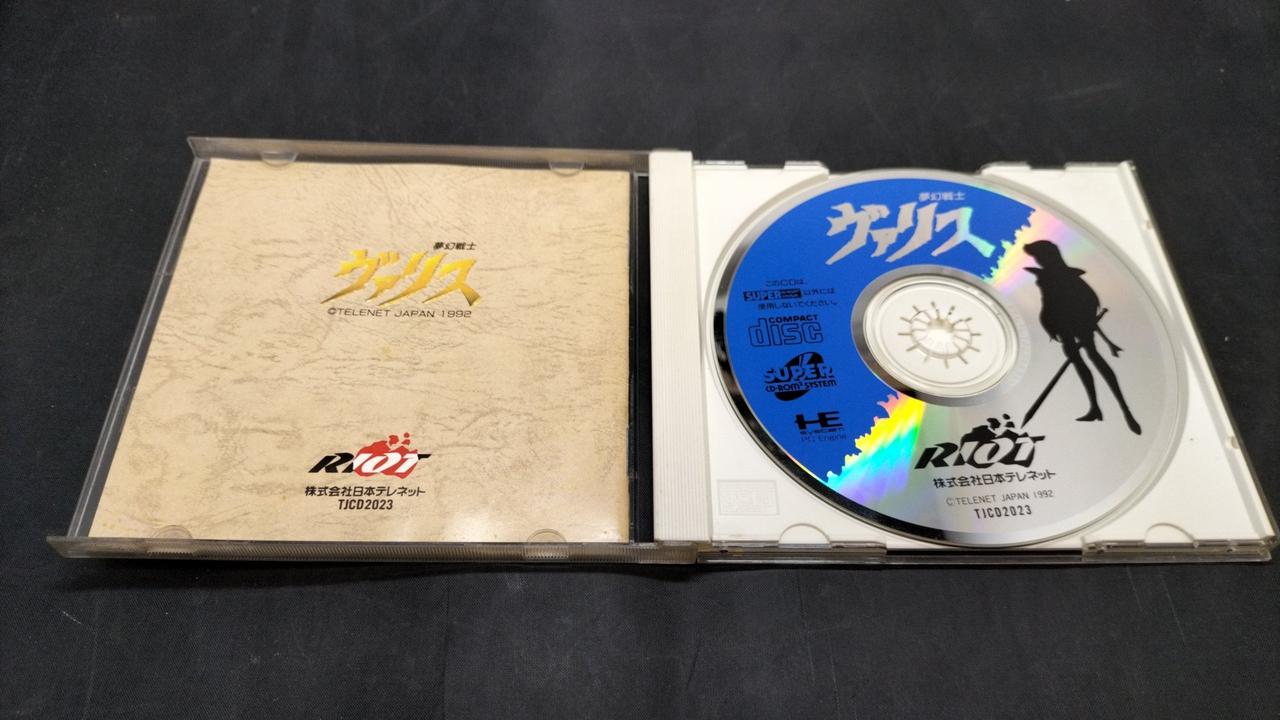 夢幻戦士
ヴァリス
©TELENET JAPAN 1992
RIOT
株式会社日本テレネット
TJCD2023
夢幻戦士
ヴァリス
このCDは、
SUPER CD-ROM² SYSTEM 以外には
使用しないでください。
COMPACT
disc
SUPER
CD-ROM² SYSTEM
HE
SYSTEM
PC Engine
RIOT
株式会社日本テレネット
©TELENET JAPAN 1992
TJCD2023